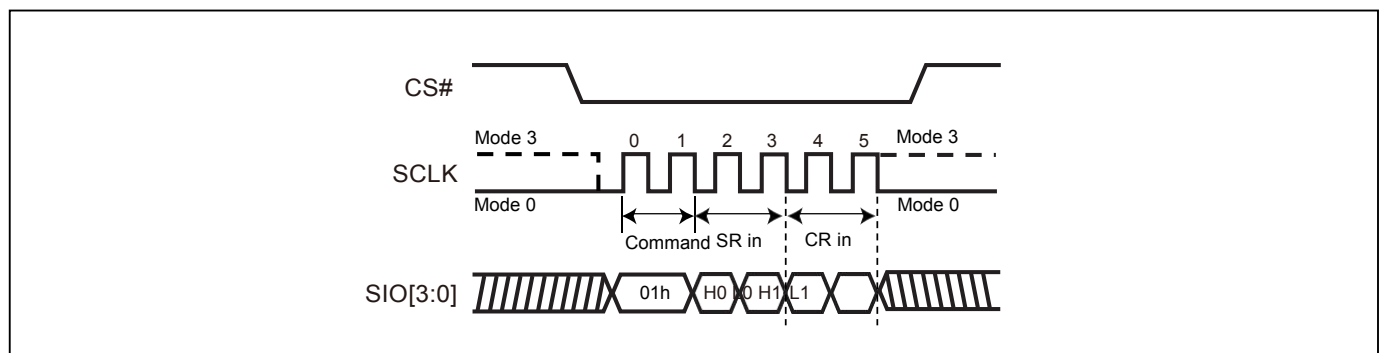 CS#
Mode 3 0 1 2 3 4 5 Mode 3
SCLK
Mode 0 Mode 0
Command SR in CR in
SIO[3:0] 01h H0 L0 H1 L1